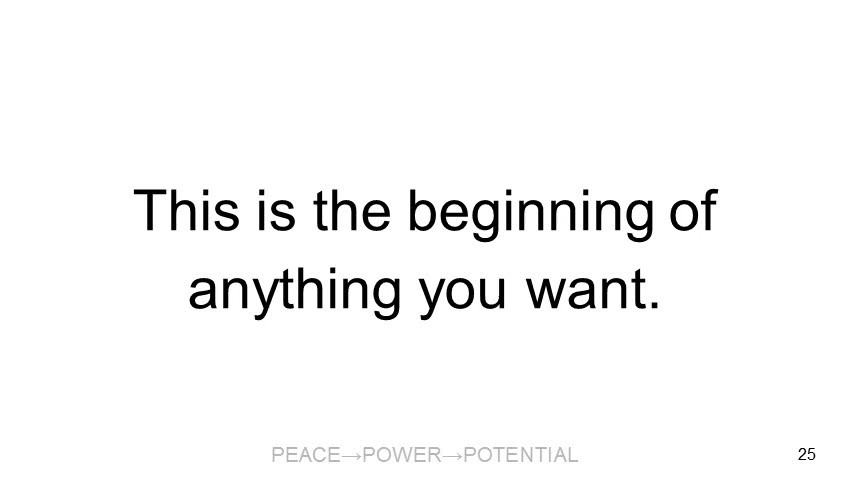 This is the beginning of
anything you want.
PEACE→POWER→POTENTIAL
25